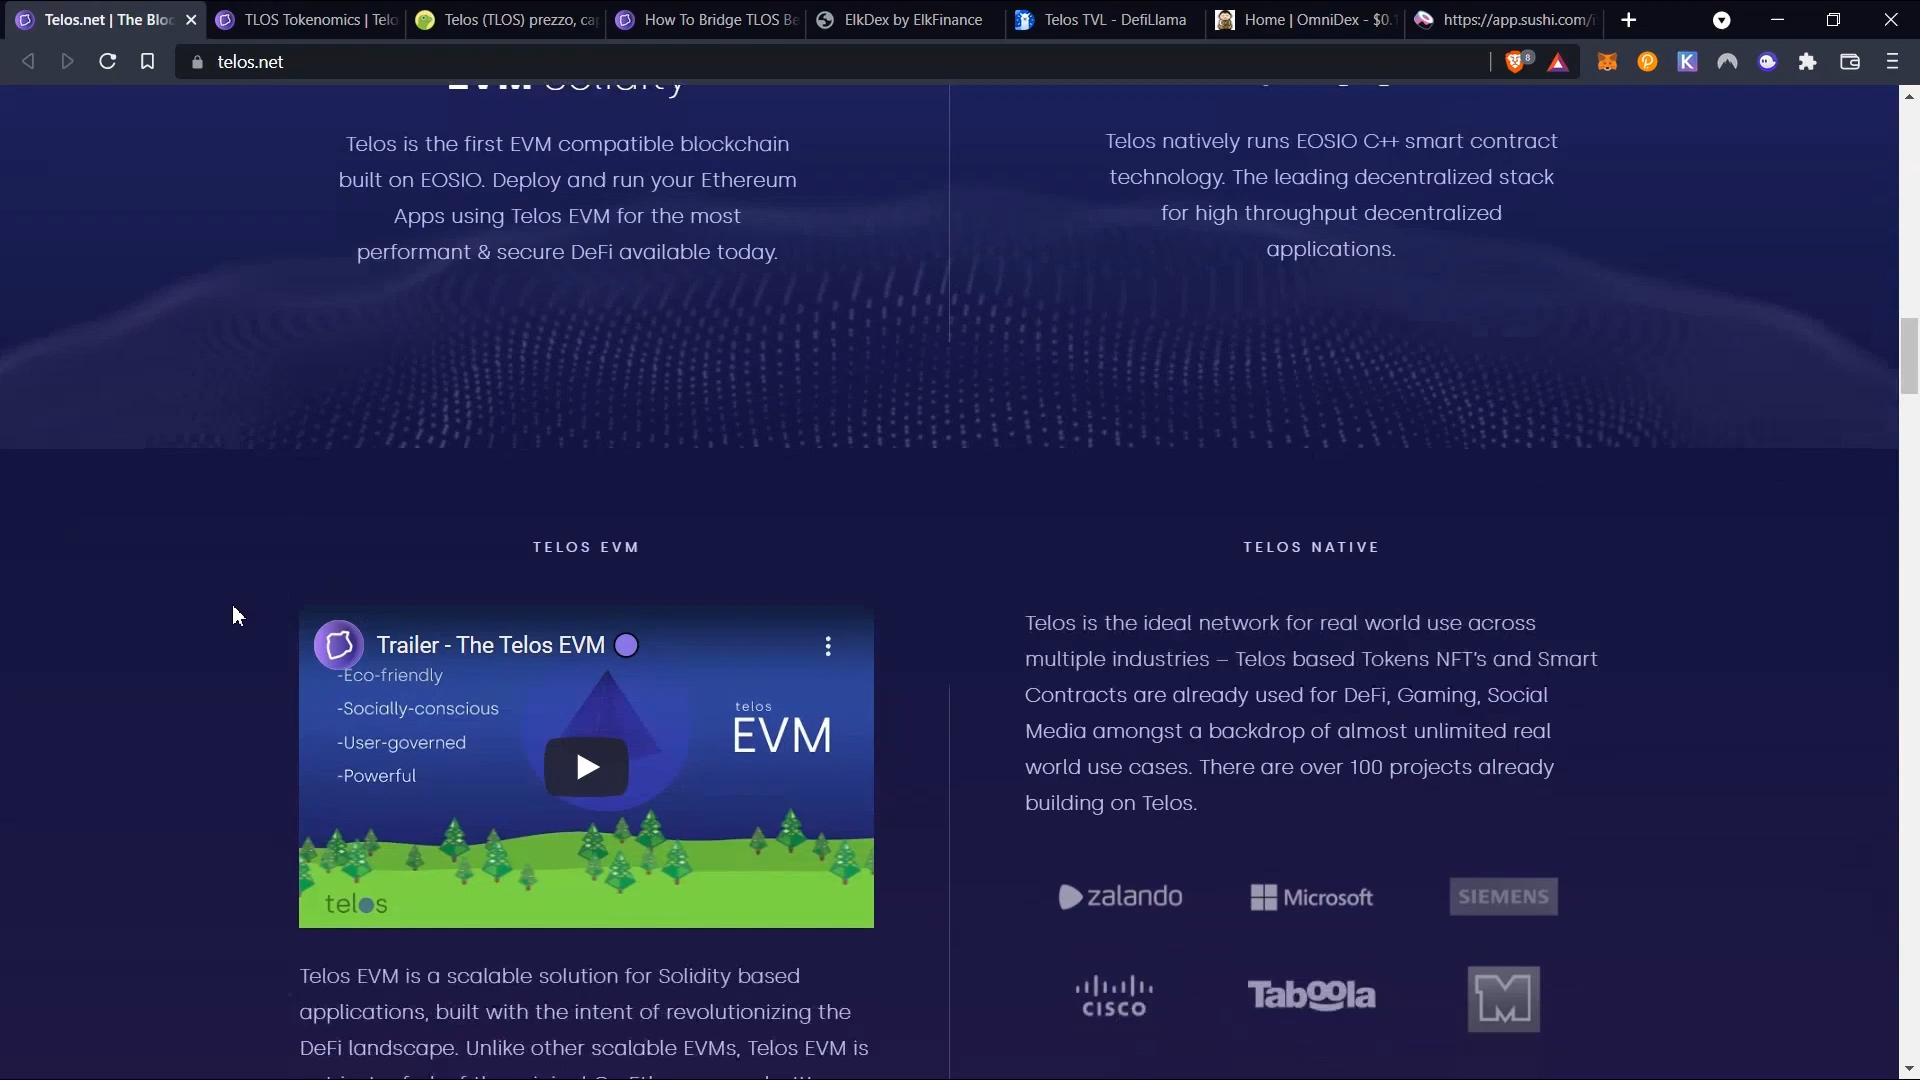 Telos.net | The Bloc
TLOS Tokenomics | Telo
Telos (TLOS) prezzo, cap
How To Bridge TLOS Be
ElkDex by ElkFinance
Telos TVL - DefiLlama
Home | OmniDex - $0.1
https://app.sushi.com/
telos.net
8
EVM Solidity
Telos is the first EVM compatible blockchain
built on EOSIO. Deploy and run your Ethereum
Apps using Telos EVM for the most
performant & secure DeFi available today.
Telos natively runs EOSIO C++ smart contract
technology. The leading decentralized stack
for high throughput decentralized
applications.
TELOS EVM
Trailer - The Telos EVM
-Eco-friendly
-Socially-conscious
-User-governed
-Powerful
telos
EVM
telos
Telos EVM is a scalable solution for Solidity based
applications, built with the intent of revolutionizing the
DeFi landscape. Unlike other scalable EVMs, Telos EVM is
TELOS NATIVE
Telos is the ideal network for real world use across
multiple industries – Telos based Tokens NFT's and Smart
Contracts are already used for DeFi, Gaming, Social
Media amongst a backdrop of almost unlimited real
world use cases. There are over 100 projects already
building on Telos.
zalando
Microsoft
SIEMENS
cisco
Taboola
M